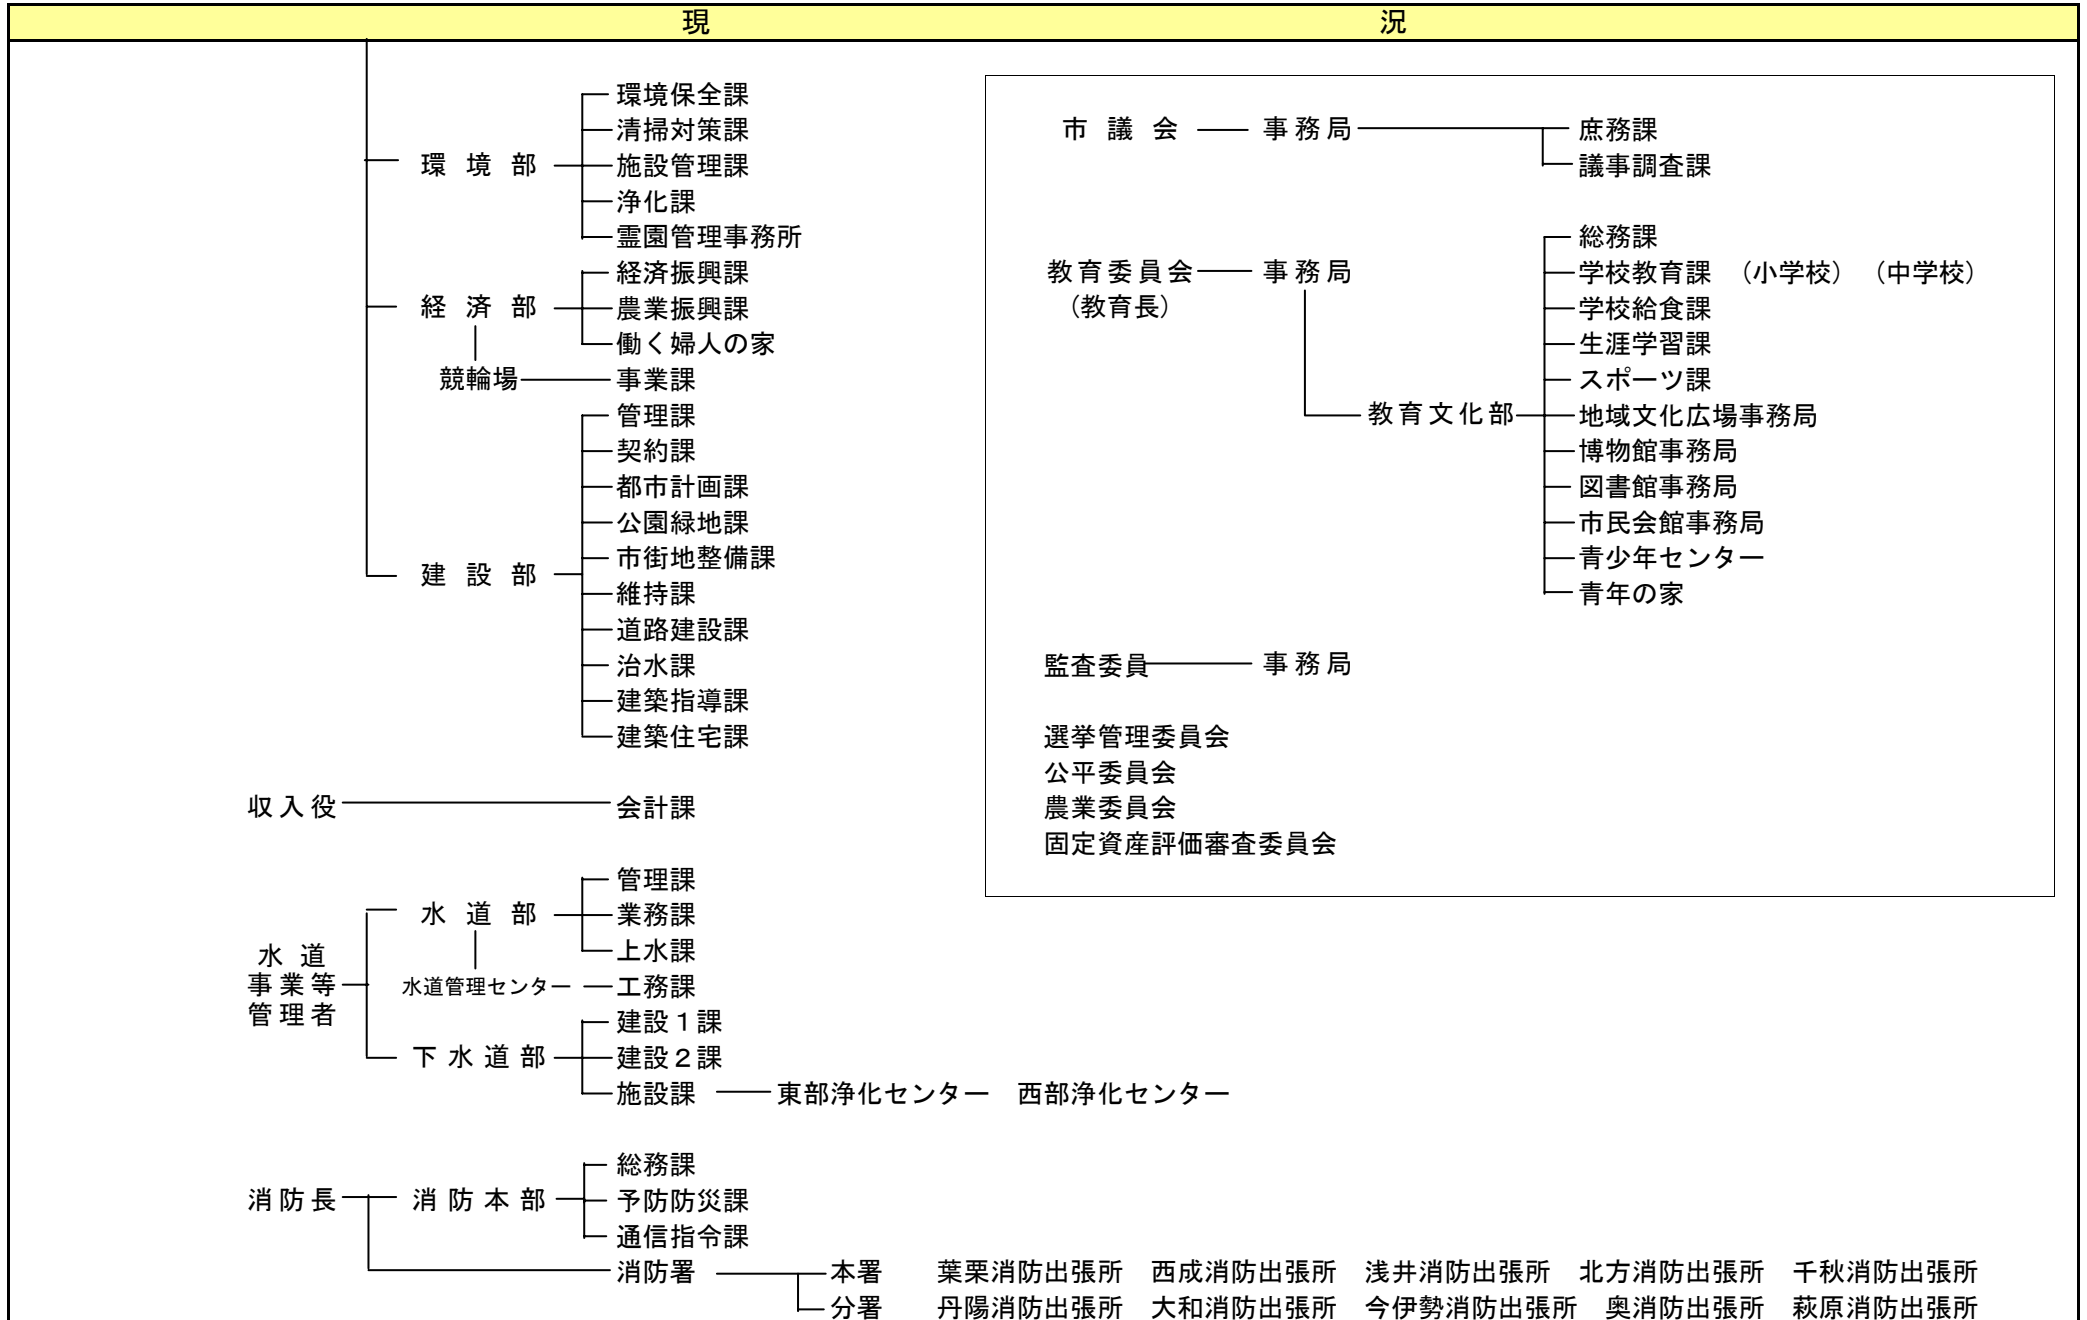 現 況
環境保全課
清掃対策課
環境部 施設管理課
浄化課
霊園管理事務所
経済振興課
経済部 農業振興課
働く婦人の家
競輪場 事業課
管理課
契約課
都市計画課
公園緑地課
市街地整備課
建設部
維持課
道路建設課
治水課
建築指導課
建築住宅課
収入役 会計課
管理課
水道部 業務課
上水課
水道
事業等
管理者
水道管理センター 工務課
建設1課
下水道部 建設2課
施設課 東部浄化センター 西部浄化センター
総務課
消防長 消防本部 予防防災課
通信指令課
消防署 本署 葉栗消防出張所 西成消防出張所 浅井消防出張所 北方消防出張所 千秋消防出張所
分署 丹陽消防出張所 大和消防出張所 今伊勢消防出張所 奥消防出張所 萩原消防出張所
市議会 事務局 庶務課
議事調査課
総務課
教育委員会 事務局 学校教育課 (小学校) (中学校)
(教育長) 学校給食課
生涯学習課
スポーツ課
教育文化部 地域文化広場事務局
博物館事務局
図書館事務局
市民会館事務局
青少年センター
青年の家
監査委員 事務局
選挙管理委員会
公平委員会
農業委員会
固定資産評価審査委員会